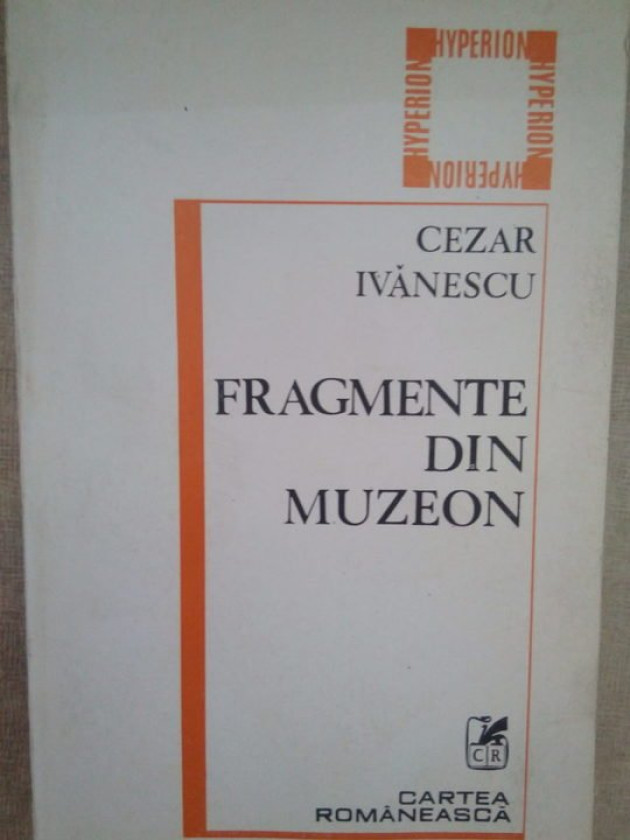 HYPERION
HYPERION
HYPERION
HYPERION
CEZAR
IVĂNESCU
FRAGMENTE
DIN
MUZEON
CR
CARTEA
ROMÂNEASCĂ